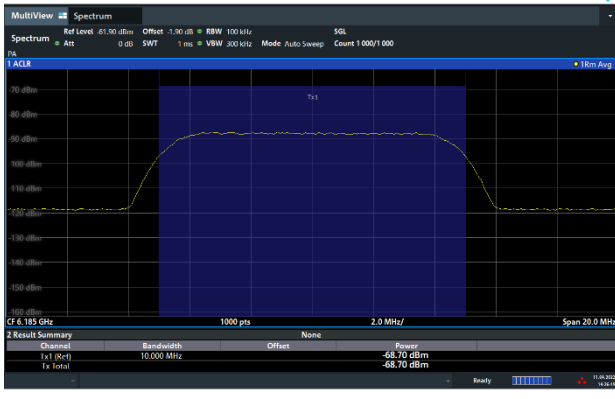 MultiView Spectrum
Ref Level -61.90 dBm Offset -1.90 dB RBW 100 kHz SGL
Spectrum Att 0 dB SWT 1 ms VBW 300 kHz Mode Auto Sweep Count 1 000/1 000
PA
1 ACLR 1Rm Avg
-70 dBm
Tx1
-80 dBm
-90 dBm
-100 dBm
-110 dBm
-120 dBm
-130 dBm
-140 dBm
-150 dBm
-160 dBm
CF 6.185 GHz 1000 pts 2.0 MHz/ Span 20.0 MHz
2 Result Summary None
Channel Bandwidth Offset Power
Tx1 (Ref) 10.000 MHz -68.70 dBm
Tx Total -68.70 dBm
Ready